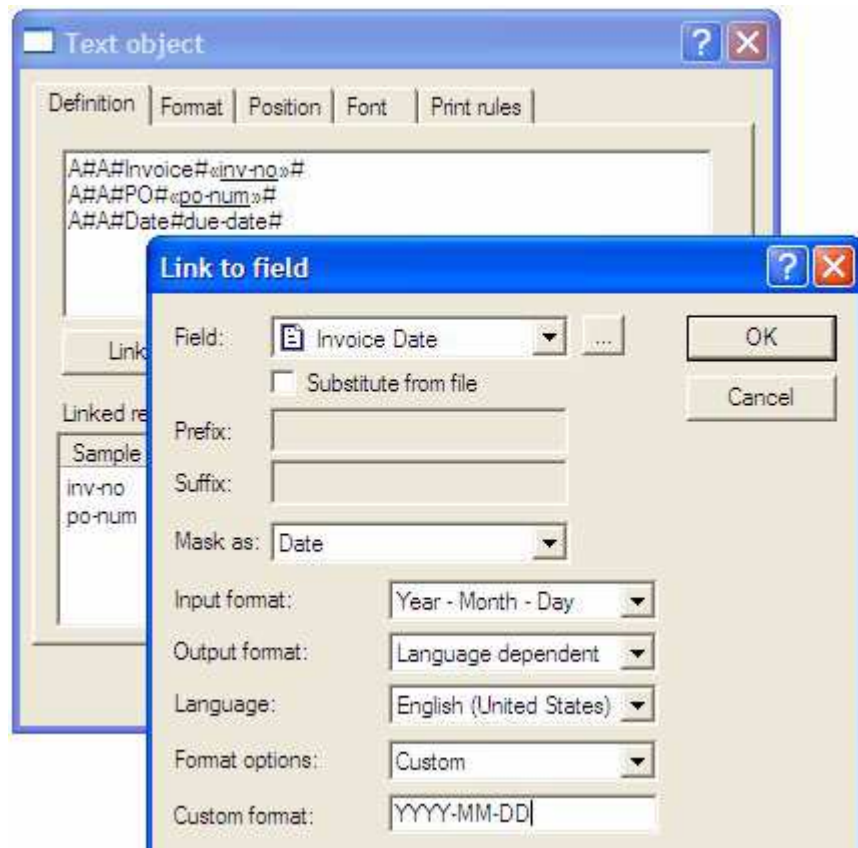 Text object
Definition Format Position Font Print rules
A#A#Invoice#«inv-no»#
A#A#PO#«po-num»#
A#A#Date#due-date#
Link
Linked re
Sample
inv-no
po-num
Link to field
Field: Invoice Date ... OK
Substitute from file
Cancel
Prefix:
Suffix:
Mask as: Date
Input format: Year - Month - Day
Output format: Language dependent
Language: English (United States)
Format options: Custom
Custom format: YYYY-MM-DD